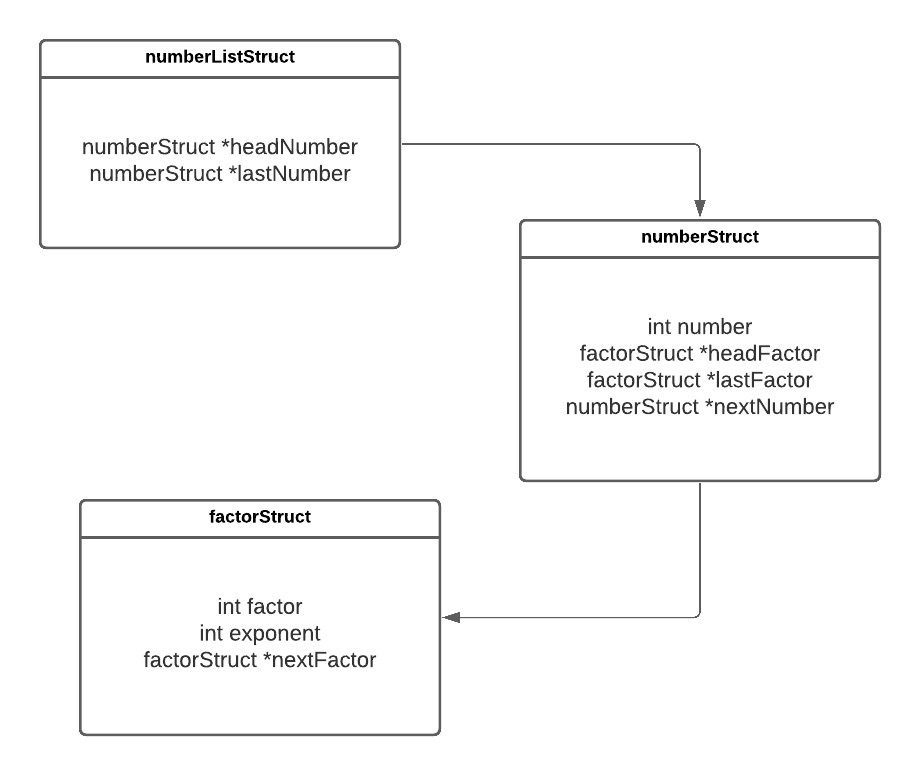 numberListStruct
numberStruct *headNumber
numberStruct *lastNumber
numberStruct
int number
factorStruct *headFactor
factorStruct *lastFactor
numberStruct *nextNumber
factorStruct
int factor
int exponent
factorStruct *nextFactor